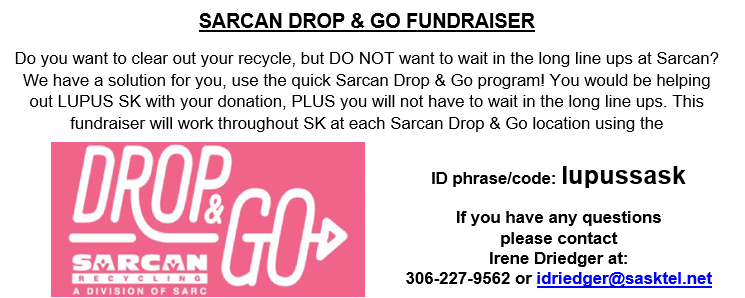 SARCAN DROP & GO FUNDRAISER
Do you want to clear out your recycle, but DO NOT want to wait in the long line ups at Sarcan?
We have a solution for you, use the quick Sarcan Drop & Go program! You would be helping
out LUPUS SK with your donation, PLUS you will not have to wait in the long line ups. This
fundraiser will work throughout SK at each Sarcan Drop & Go location using the
DROP
& GO
SARCAN
RECYCLING
A DIVISION OF SARC
ID phrase/code: lupussask
If you have any questions
please contact
Irene Driedger at:
306-227-9562 or idriedger@sasktel.net